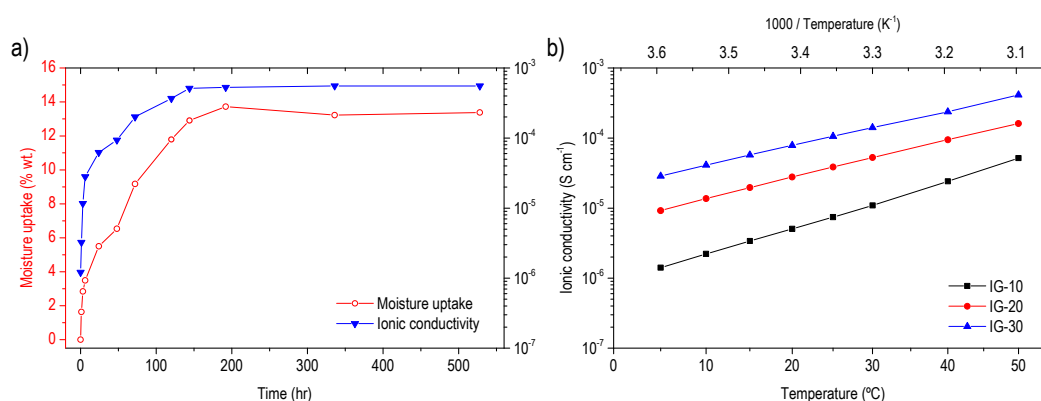 a)
16
14
12
10
8
6
4
2
0
Moisture uptake (% wt.)
10-3
10-4
10-5
10-6
10-7
Moisture uptake
Ionic conductivity
0 100 200 300 400 500
Time (hr)
b)
1000 / Temperature (K-1)
3.6 3.5 3.4 3.3 3.2 3.1
10-3
10-4
10-5
10-6
10-7
Ionic conductivity (S cm-1)
IG-10
IG-20
IG-30
0 10 20 30 40 50
Temperature (ºC)